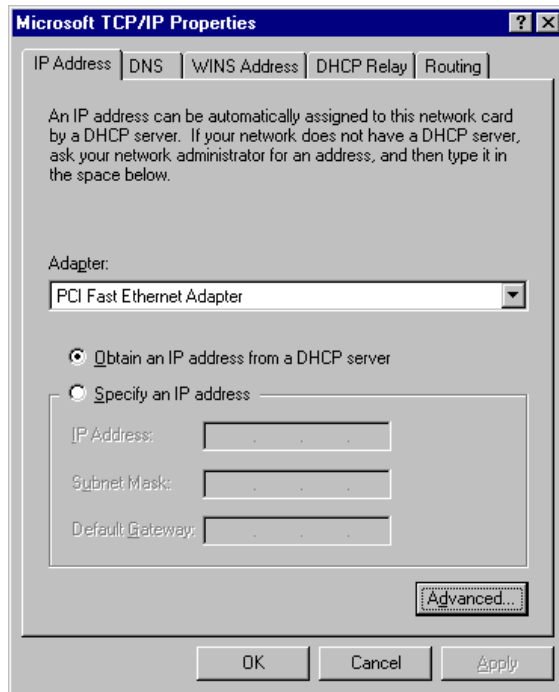 Microsoft TCP/IP Properties
IP Address DNS WINS Address DHCP Relay Routing
An IP address can be automatically assigned to this network card
by a DHCP server. If your network does not have a DHCP server,
ask your network administrator for an address, and then type it in
the space below.
Adapter:
PCI Fast Ethernet Adapter
Obtain an IP address from a DHCP server
Specify an IP address
IP Address:
Subnet Mask:
Default Gateway:
Advanced...
OK Cancel Apply